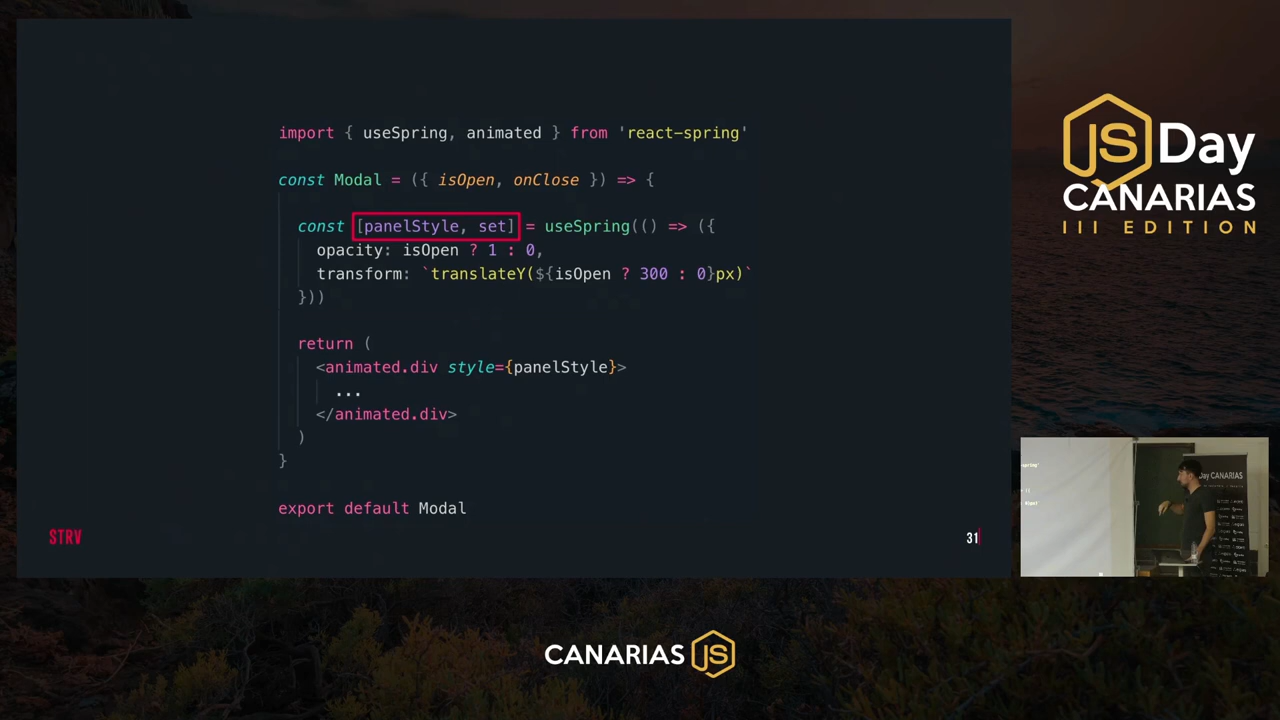 import { useSpring, animated } from 'react-spring'
const Modal = ({ isOpen, onClose }) => {
const [panelStyle, set] = useSpring(() => ({
opacity: isOpen ? 1 : 0,
transform: `translateY(${isOpen ? 300 : 0}px)`
}))
return (
<animated.div style={panelStyle}>
...
</animated.div>
)
}
export default Modal
STRV
31
JS Day
CANARIAS
III EDITION
Day CANARIAS
CANARIAS JS